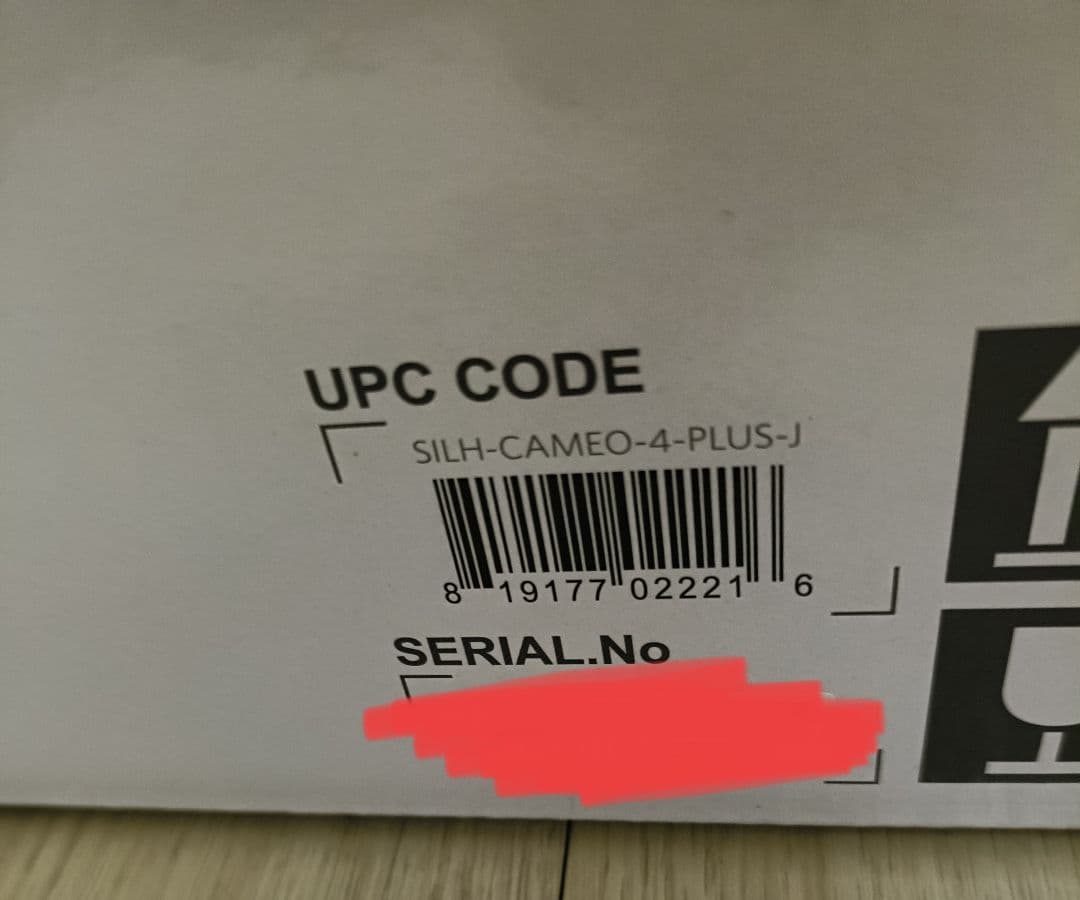 UPC CODE
SILH-CAMEO-4-PLUS-J
8 19177 02221 6
SERIAL.No